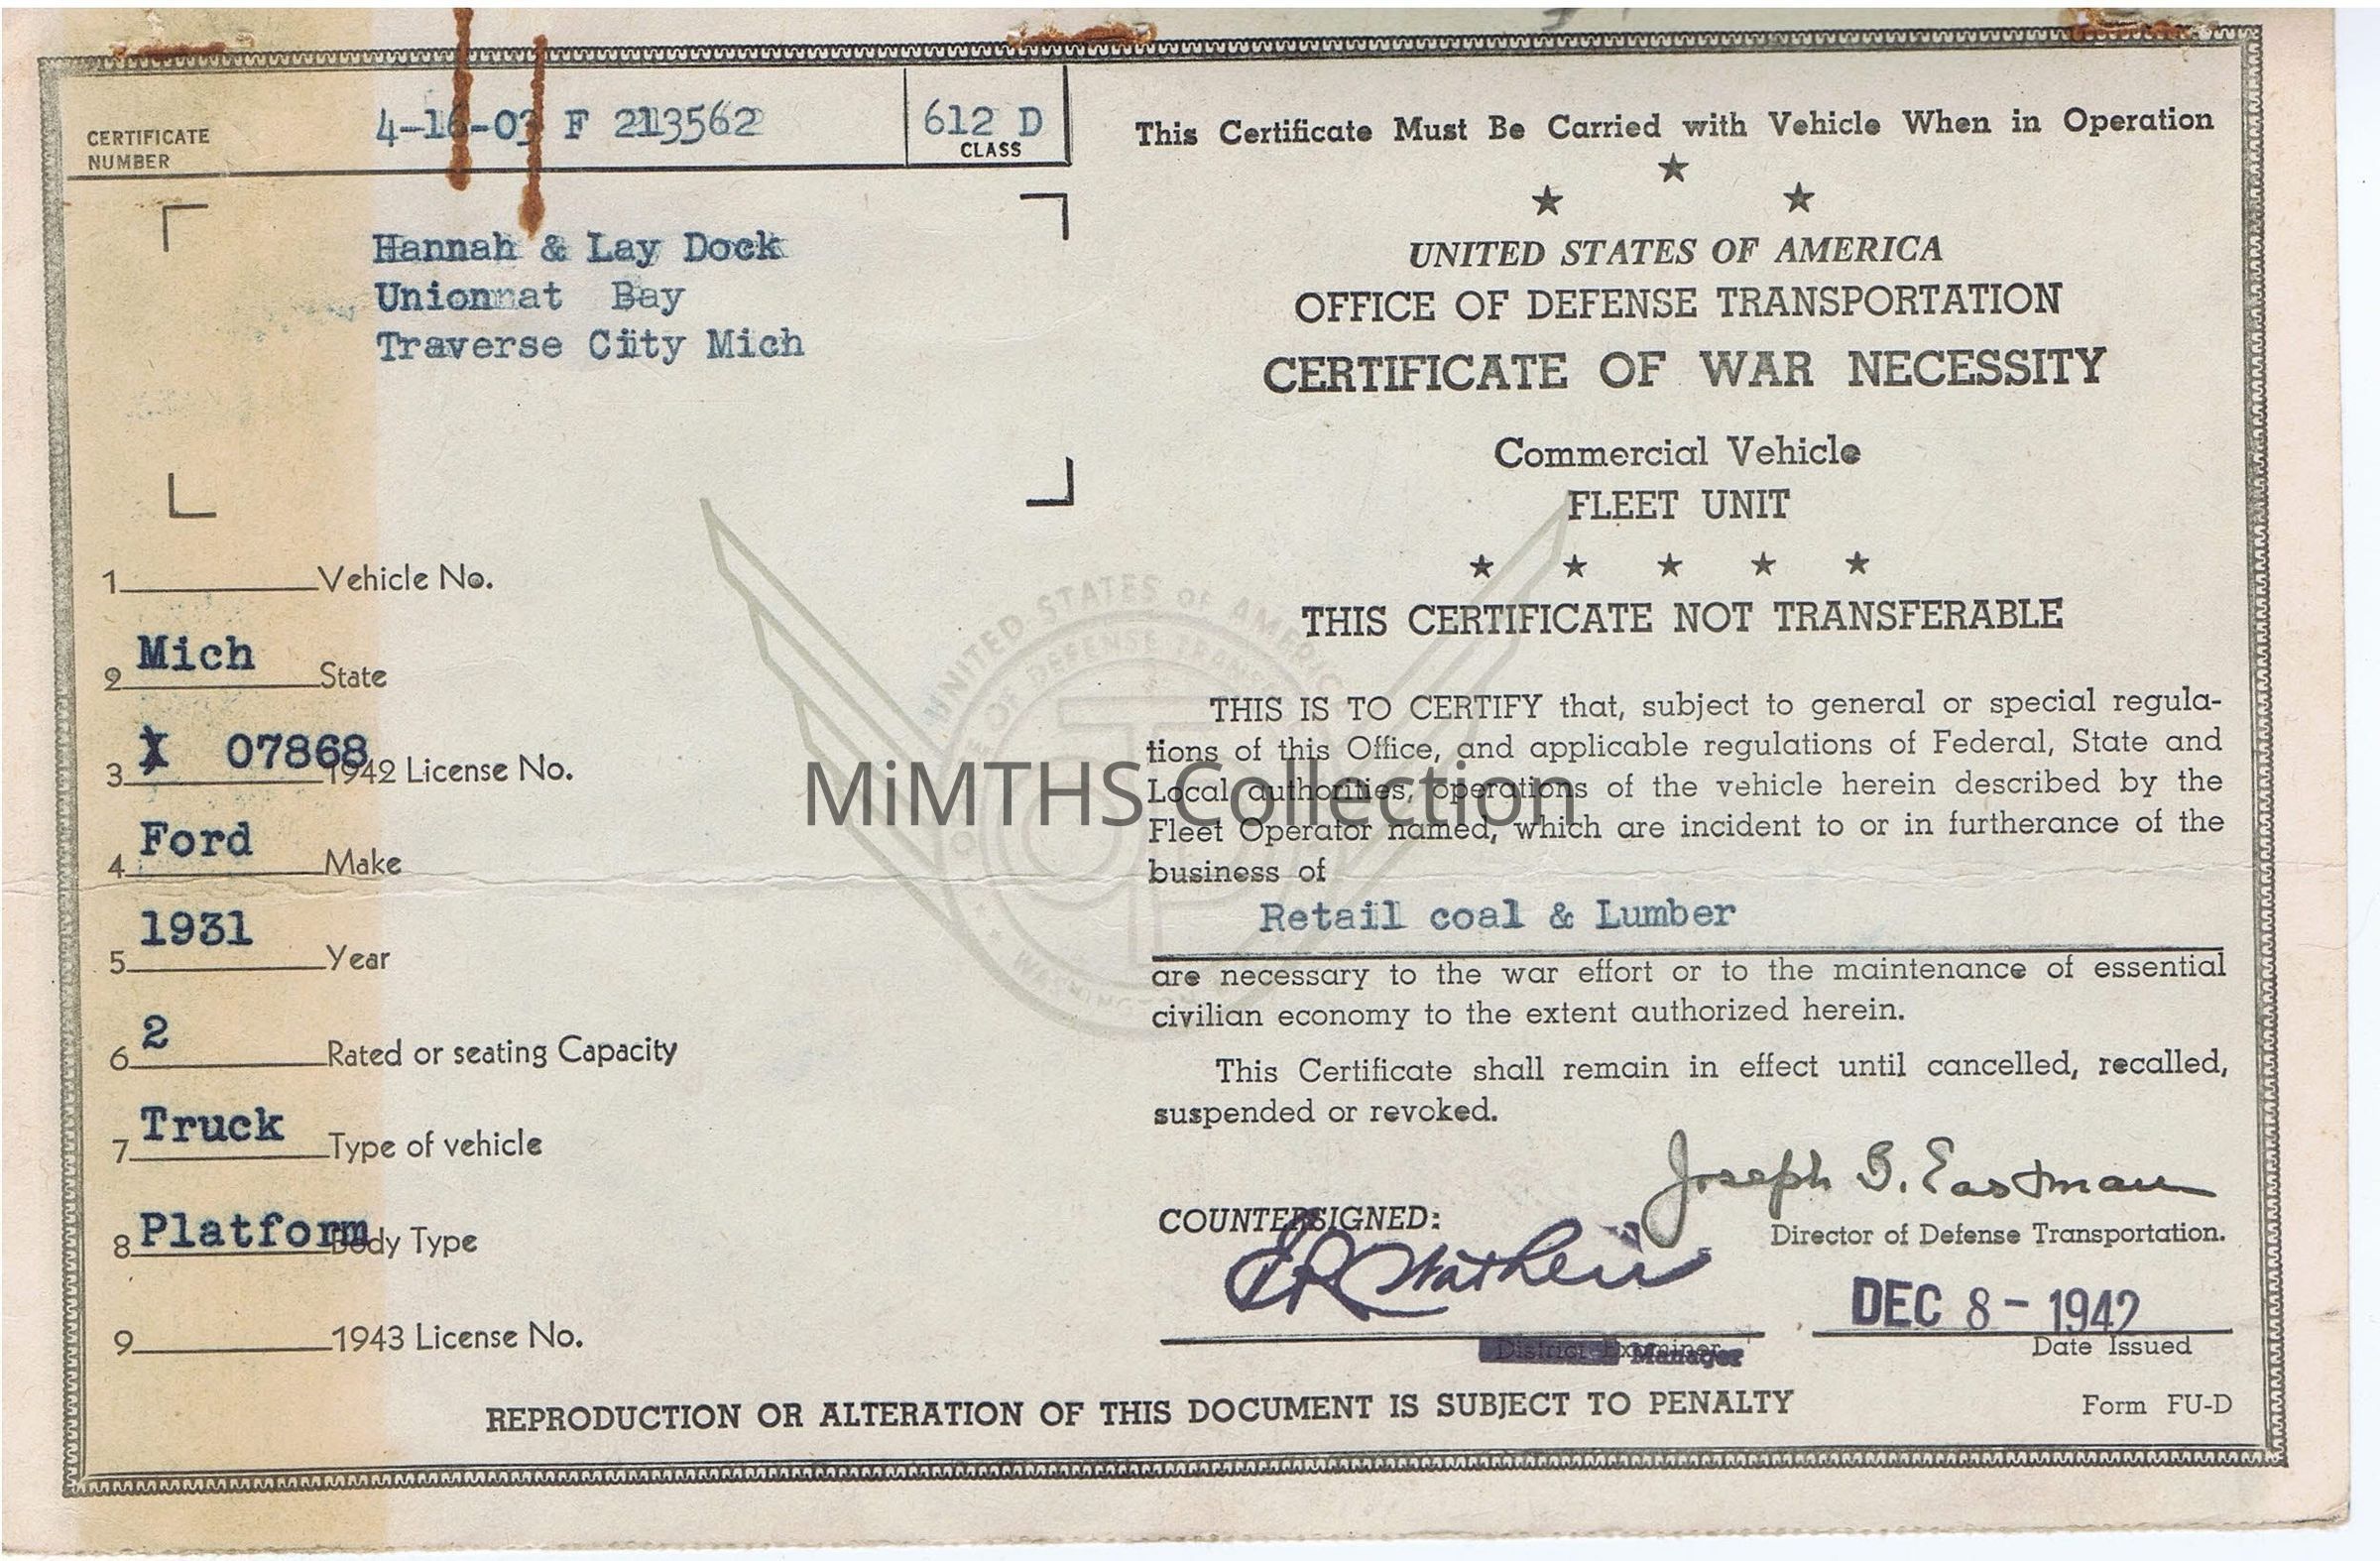 CERTIFICATE NUMBER
4-16-03 F 213562
612 D
CLASS
Hannah & Lay Dock
Unionnat Bay
Traverse City Mich
1 Vehicle No.
Mich
2 State
X 07868
3 1942 License No.
Ford
4 Make
1931
5 Year
2
6 Rated or seating Capacity
Truck
7 Type of vehicle
Platform
8 Body Type
9 1943 License No.
This Certificate Must Be Carried with Vehicle When in Operation
UNITED STATES OF AMERICA
OFFICE OF DEFENSE TRANSPORTATION
CERTIFICATE OF WAR NECESSITY
Commercial Vehicle
FLEET UNIT
THIS CERTIFICATE NOT TRANSFERABLE
THIS IS TO CERTIFY that, subject to general or special regula-
tions of this Office, and applicable regulations of Federal, State and
Local authorities, operations of the vehicle herein described by the
Fleet Operator named, which are incident to or in furtherance of the
business of
Retail coal & Lumber
are necessary to the war effort or to the maintenance of essential
civilian economy to the extent authorized herein.
This Certificate shall remain in effect until cancelled, recalled,
suspended or revoked.
Joseph B. Eastman
Director of Defense Transportation.
COUNTERSIGNED:
DEC 8 - 1942
District Examiner Manager
Date Issued
REPRODUCTION OR ALTERATION OF THIS DOCUMENT IS SUBJECT TO PENALTY
Form FU-D
UNITED STATES OF AMERICA
OF DEFENSE
MiMTHS Collection